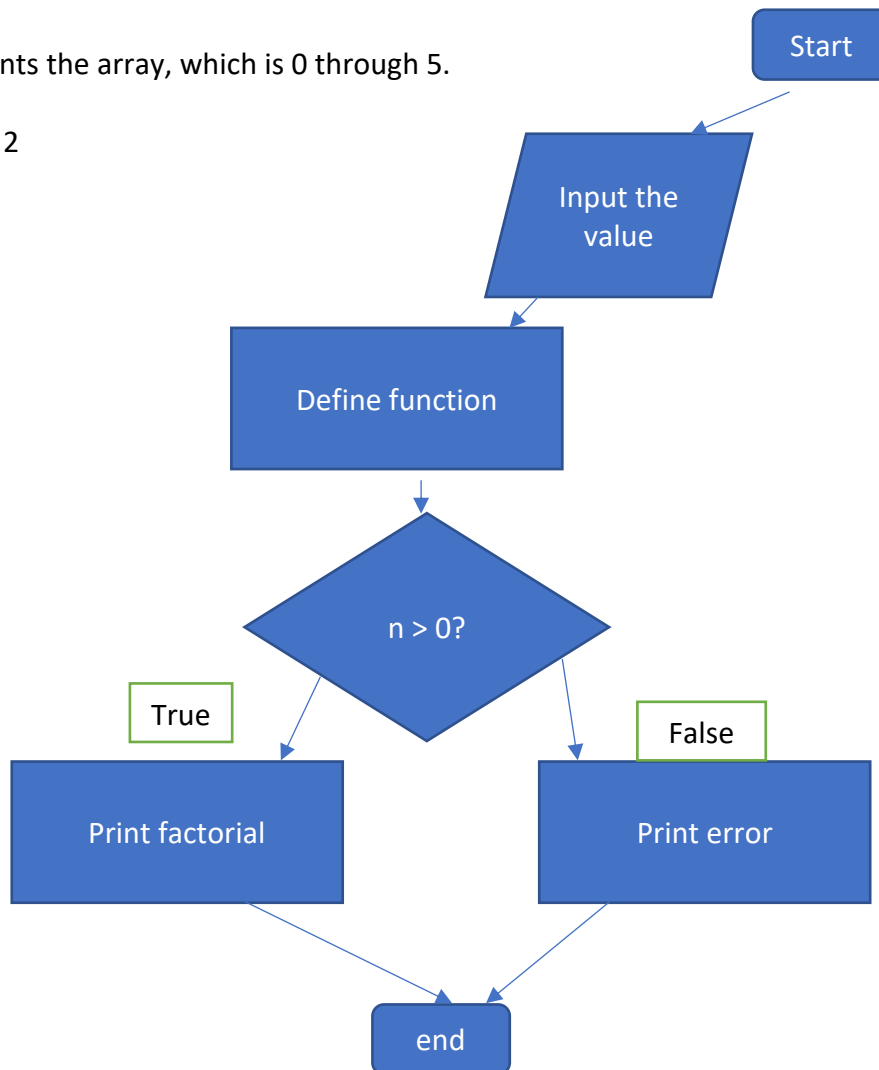 nts the array, which is 0 through 5.
2
Start
Input the
value
Define function
n > 0?
True
False
Print factorial
Print error
end